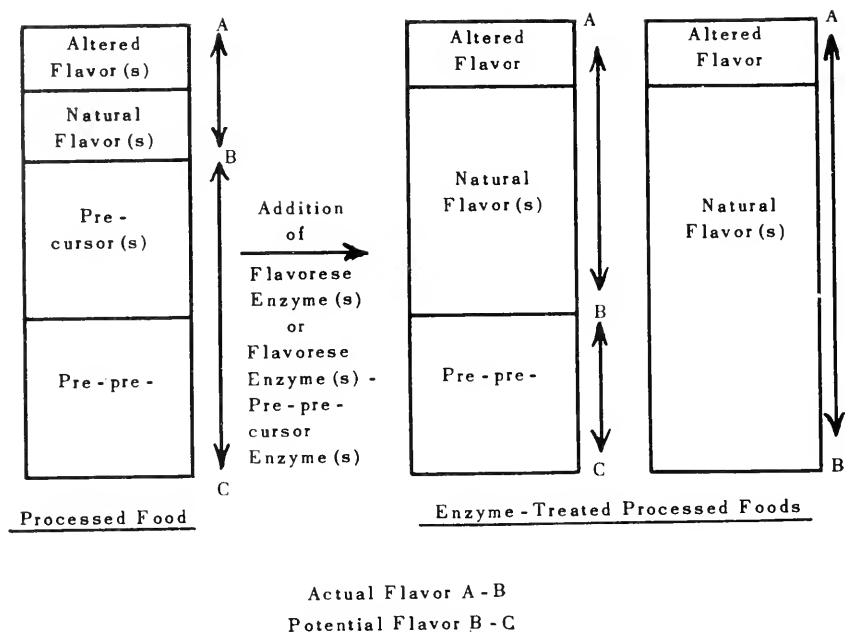 A
Altered
Flavor(s)
Natural
Flavor(s)
B
Pre-
cursor(s)
Pre-pre-
C
Processed Food
Addition
of
Flavorese
Enzyme(s)
or
Flavorese
Enzyme(s)-
Pre-pre-
cursor
Enzyme(s)
A
Altered
Flavor
Natural
Flavor(s)
B
Pre-pre-
C
Altered
Flavor
A
Natural
Flavor(s)
B
Enzyme-Treated Processed Foods
Actual Flavor A-B
Potential Flavor B-C